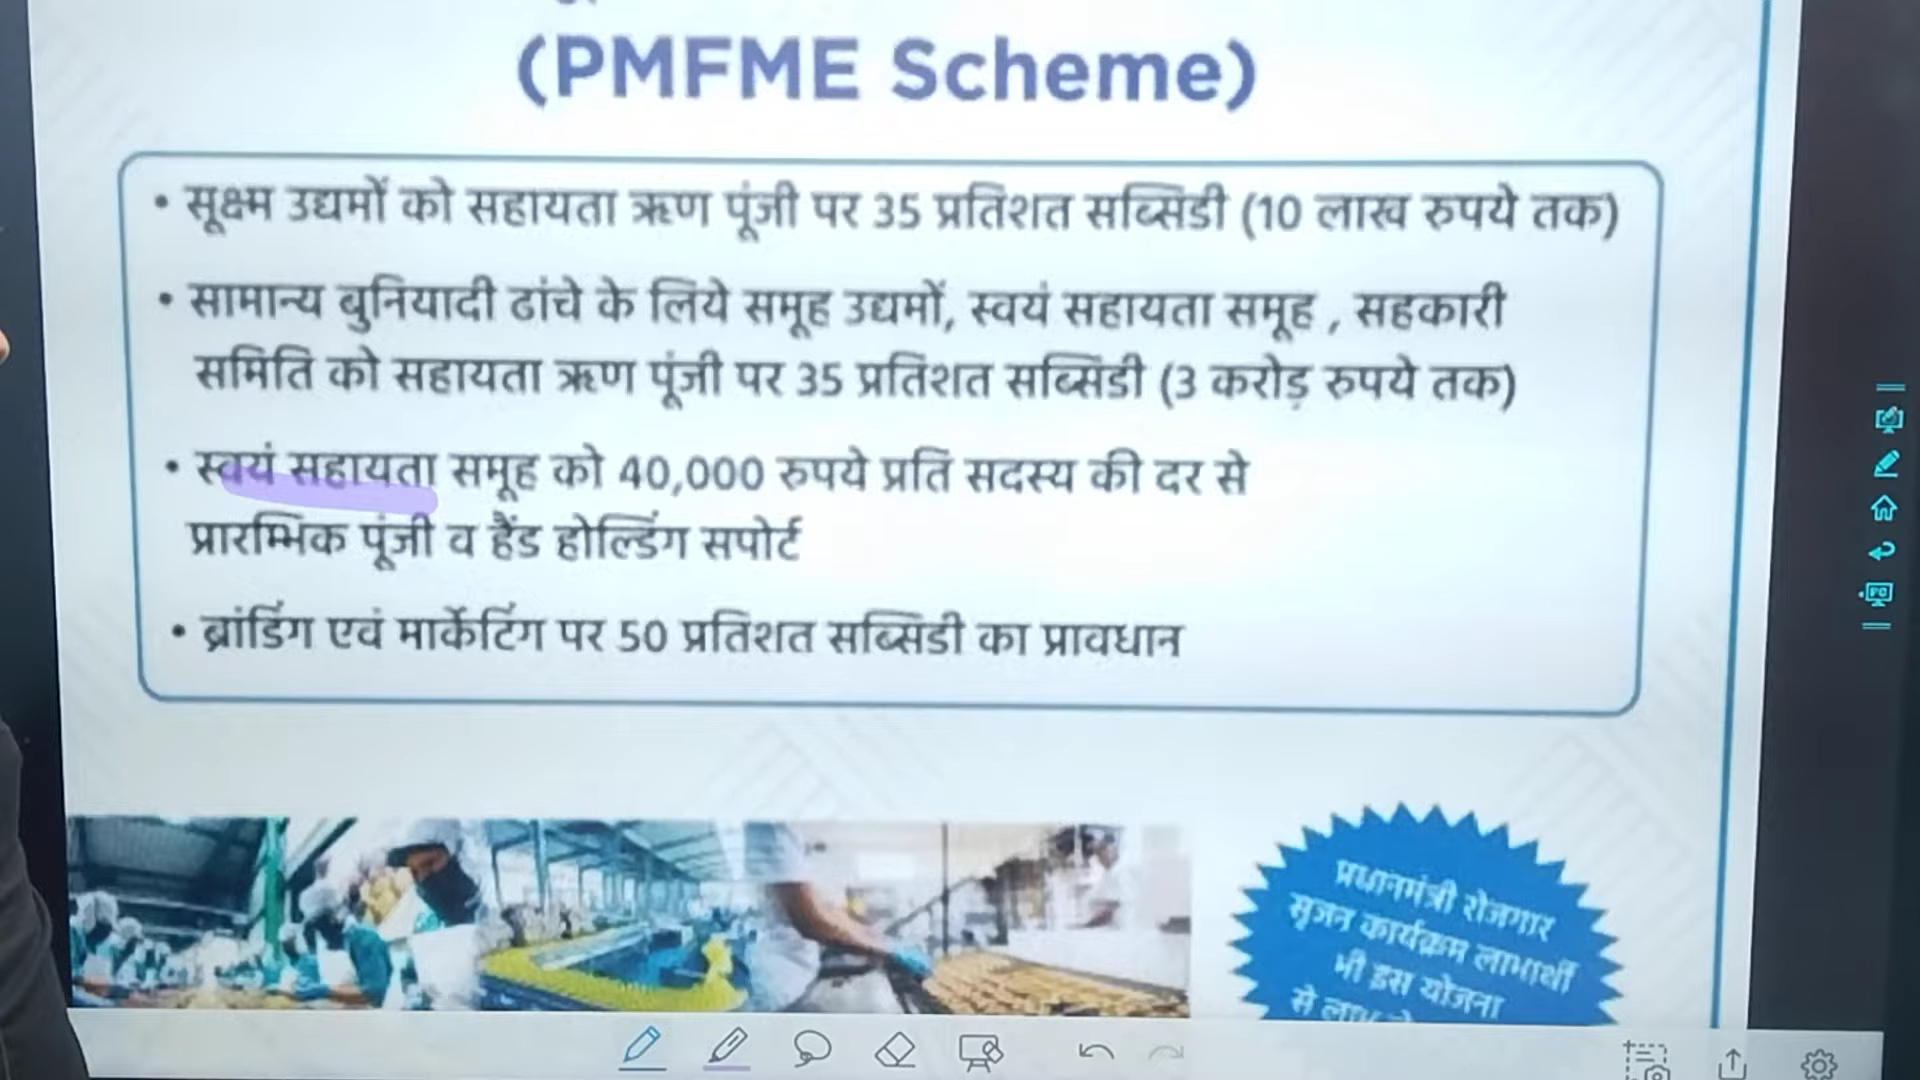 (PMFME Scheme)
• सूक्ष्म उद्यमों को सहायता ऋण पूंजी पर 35 प्रतिशत सब्सिडी (10 लाख रुपये तक)
• सामान्य बुनियादी ढांचे के लिये समूह उद्यमों, स्वयं सहायता समूह , सहकारी
समिति को सहायता ऋण पूंजी पर 35 प्रतिशत सब्सिडी (3 करोड़ रुपये तक)
• स्वयं सहायता समूह को 40,000 रुपये प्रति सदस्य की दर से
प्रारम्भिक पूंजी व हैंड होल्डिंग सपोर्ट
• ब्रांडिंग एवं मार्केटिंग पर 50 प्रतिशत सब्सिडी का प्रावधान
प्रधानमंत्री रोजगार
सृजन कार्यक्रम लाभार्थी
भी इस योजना
से